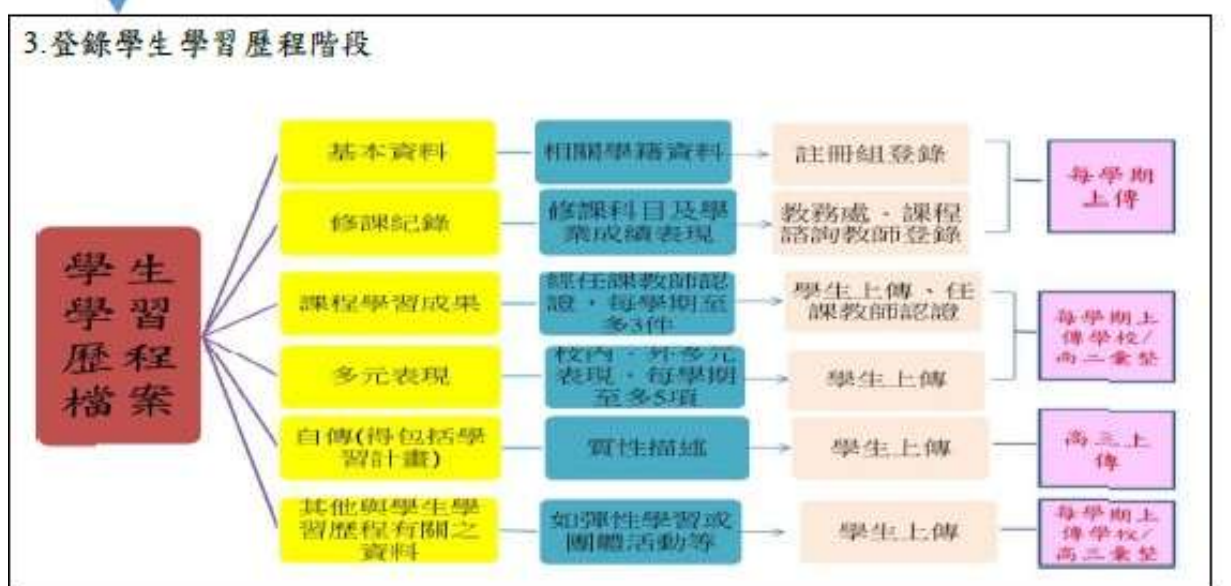 3.登錄學生學習歷程階段
學生
學習
歷程
檔案
基本資料
相關學籍資料
註冊組登錄
每學期
上傳
修課紀錄
修課科目及學
業成績表現
教務處、課程
諮詢教師登錄
課程學習成果
經任課教師認
證，每學期至
多3件
學生上傳、任
課教師認證
每學期上
傳學校/
高三彙整
多元表現
校內、外多元
表現，每學期
至多5項
學生上傳
自傳(得包括學
習計畫)
質性描述
學生上傳
高三上
傳
其他與學生學
習歷程有關之
資料
如彈性學習或
團體活動等
學生上傳
每學期上
傳學校/
高三彙整